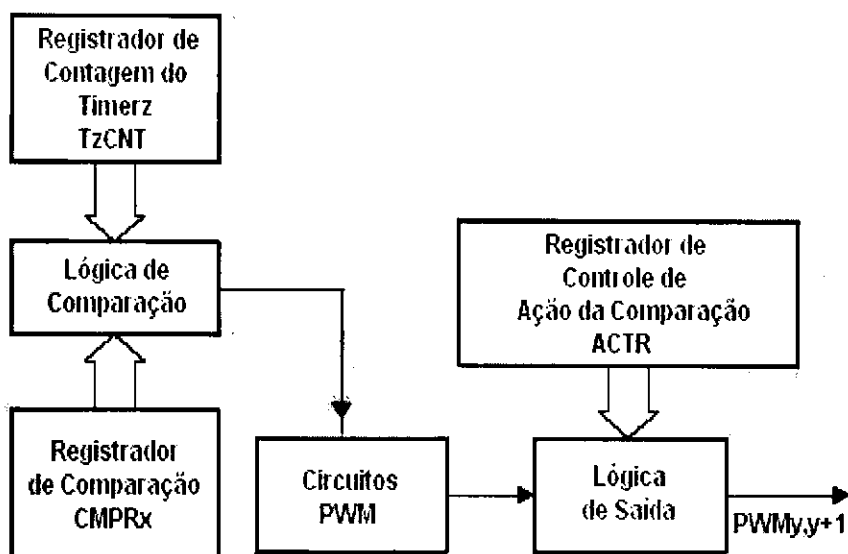 Registrador de
Contagem do
Timerz
TzCNT
Lógica de
Comparação
Registrador de
Controle de
Ação da Comparação
ACTR
Registrador
de Comparação
CMPRx
Circuitos
PWM
Lógica
de Saida
PWMy,y+1